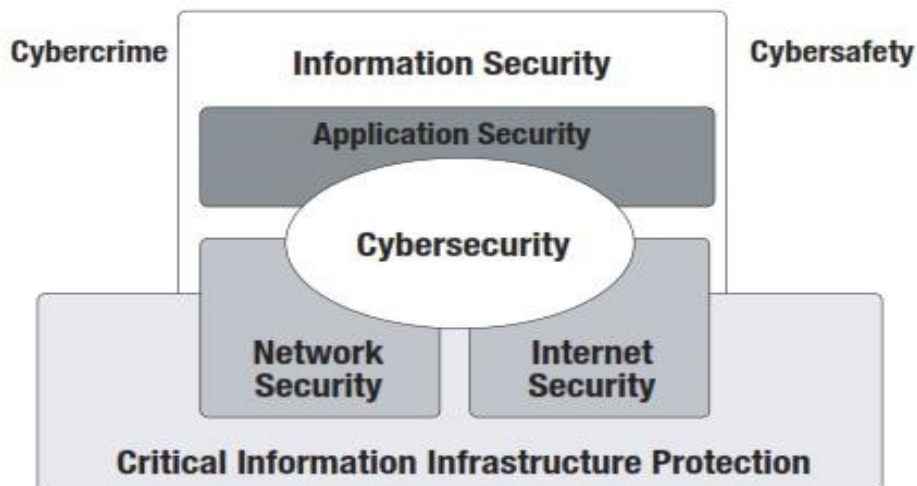 Cybercrime
Information Security
Cybersafety
Application Security
Cybersecurity
Network
Security
Internet
Security
Critical Information Infrastructure Protection